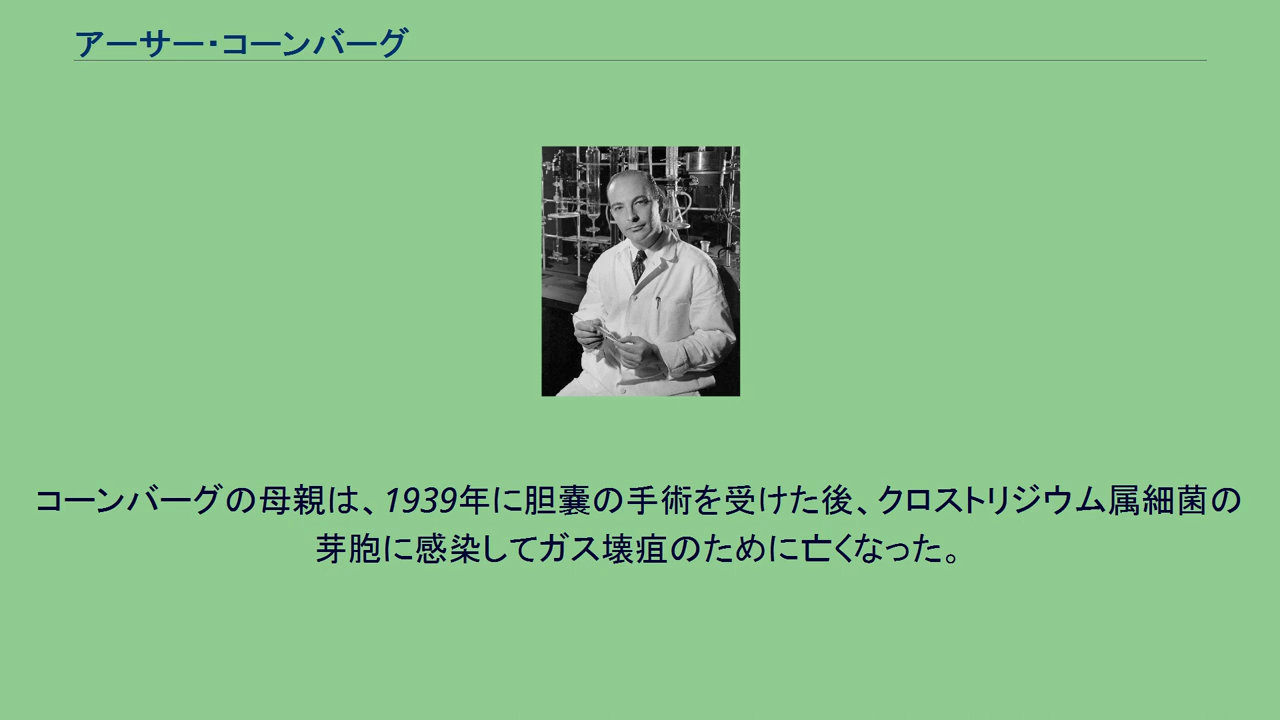 アーサー・コーンバーグ
コーンバーグの母親は、1939年に胆嚢の手術を受けた後、クロストリジウム属細菌の
芽胞に感染してガス壊疽のために亡くなった。